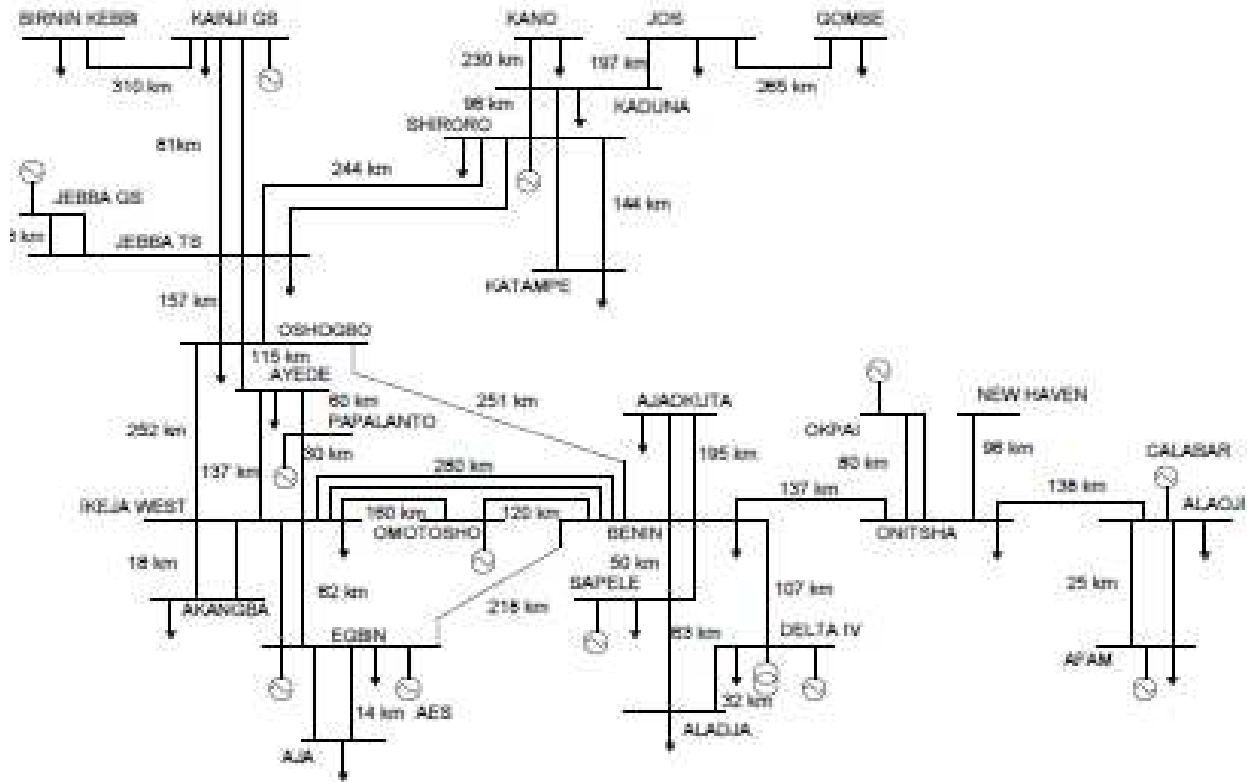 BIRNIN KEBBI
KAINJI GS
KANO
JOS
GOMBE
310 km
230 km
197 km
265 km
96 km
KADUNA
SHIRORO
81km
244 km
JEBBA GS
144 km
8 km
JEBBA TS
KATAMPE
157 km
OSHOGBO
115 km
AYEDE
60 km
251 km
AJAOKUTA
NEW HAVEN
PAPALANTO
OKPAI
252 km
30 km
195 km
96 km
CALABAR
137 km
280 km
80 km
137 km
138 km
IKEJA WEST
160 km
120 km
ALAOJI
OMOTOSHO
BENIN
ONITSHA
18 km
50 km
62 km
SAPELE
107 km
25 km
AKANGBA
218 km
EGBIN
63 km
DELTA IV
AFAM
32 km
14 km
AES
ALADJA
AJA